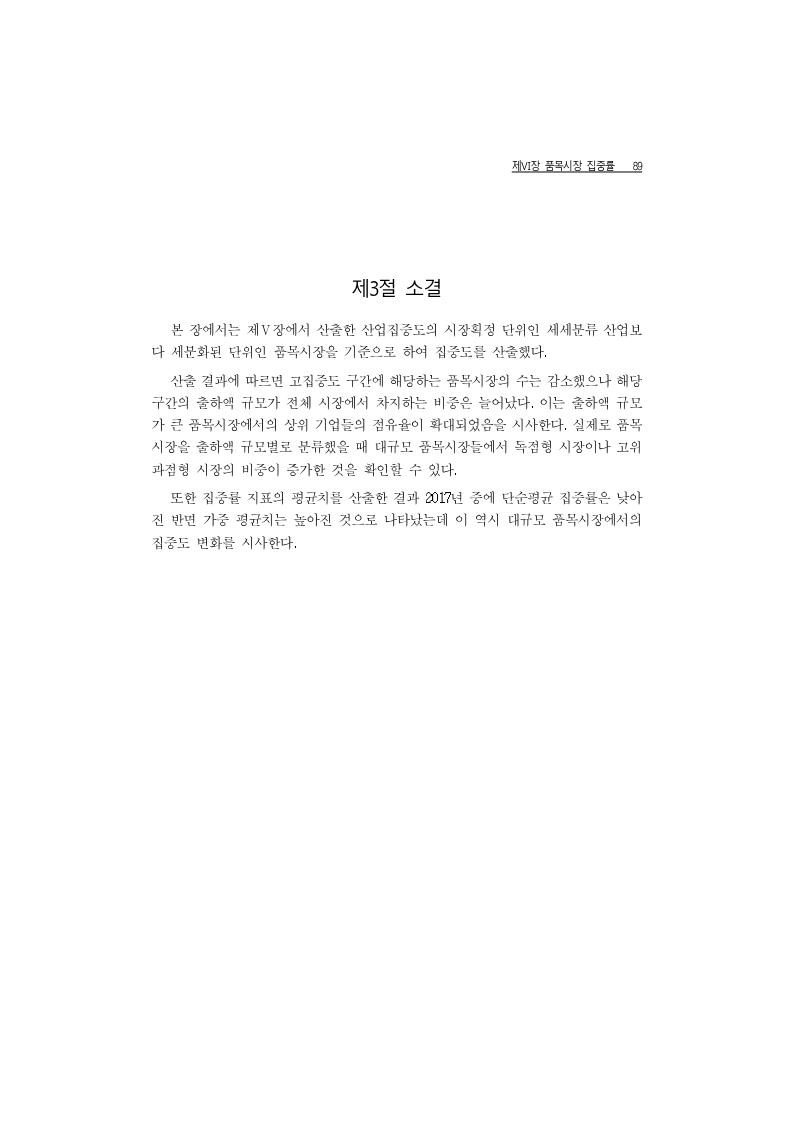 제VI장 품목시장 집중률 89
제3절 소결
본 장에서는 제Ⅴ장에서 산출한 산업집중도의 시장획정 단위인 세세분류 산업보
다 세분화된 단위인 품목시장을 기준으로 하여 집중도를 산출했다.
산출 결과에 따르면 고집중도 구간에 해당하는 품목시장의 수는 감소했으나 해당
구간의 출하액 규모가 전체 시장에서 차지하는 비중은 늘어났다. 이는 출하액 규모
가 큰 품목시장에서의 상위 기업들의 점유율이 확대되었음을 시사한다. 실제로 품목
시장을 출하액 규모별로 분류했을 때 대규모 품목시장들에서 독점형 시장이나 고위
과점형 시장의 비중이 증가한 것을 확인할 수 있다.
또한 집중률 지표의 평균치를 산출한 결과 2017년 중에 단순평균 집중률은 낮아
진 반면 가중 평균치는 높아진 것으로 나타났는데 이 역시 대규모 품목시장에서의
집중도 변화를 시사한다.